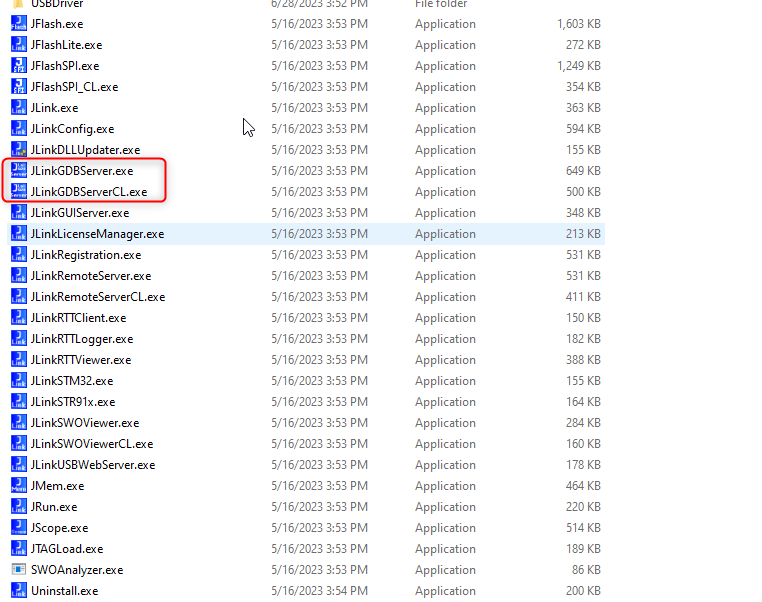 USBDriver 6/28/2023 3:52 PM File folder
JFlash.exe 5/16/2023 3:53 PM Application 1,603 KB
JFlashLite.exe 5/16/2023 3:53 PM Application 272 KB
JFlashSPI.exe 5/16/2023 3:53 PM Application 1,249 KB
JFlashSPI_CL.exe 5/16/2023 3:53 PM Application 354 KB
JLink.exe 5/16/2023 3:53 PM Application 363 KB
JLinkConfig.exe 5/16/2023 3:53 PM Application 594 KB
JLinkDLLUpdater.exe 5/16/2023 3:53 PM Application 155 KB
JLinkGDBServer.exe 5/16/2023 3:53 PM Application 649 KB
JLinkGDBServerCL.exe 5/16/2023 3:53 PM Application 500 KB
JLinkGUIServer.exe 5/16/2023 3:53 PM Application 348 KB
JLinkLicenseManager.exe 5/16/2023 3:53 PM Application 213 KB
JLinkRegistration.exe 5/16/2023 3:53 PM Application 531 KB
JLinkRemoteServer.exe 5/16/2023 3:53 PM Application 531 KB
JLinkRemoteServerCL.exe 5/16/2023 3:53 PM Application 411 KB
JLinkRTTClient.exe 5/16/2023 3:53 PM Application 150 KB
JLinkRTTLogger.exe 5/16/2023 3:53 PM Application 182 KB
JLinkRTTViewer.exe 5/16/2023 3:53 PM Application 388 KB
JLinkSTM32.exe 5/16/2023 3:53 PM Application 155 KB
JLinkSTR91x.exe 5/16/2023 3:53 PM Application 164 KB
JLinkSWOViewer.exe 5/16/2023 3:53 PM Application 284 KB
JLinkSWOViewerCL.exe 5/16/2023 3:53 PM Application 160 KB
JLinkUSBWebServer.exe 5/16/2023 3:53 PM Application 178 KB
JMem.exe 5/16/2023 3:53 PM Application 464 KB
JRun.exe 5/16/2023 3:53 PM Application 220 KB
JScope.exe 5/16/2023 3:53 PM Application 514 KB
JTAGLoad.exe 5/16/2023 3:53 PM Application 189 KB
SWOAnalyzer.exe 5/16/2023 3:53 PM Application 86 KB
Uninstall.exe 5/16/2023 3:54 PM Application 200 KB